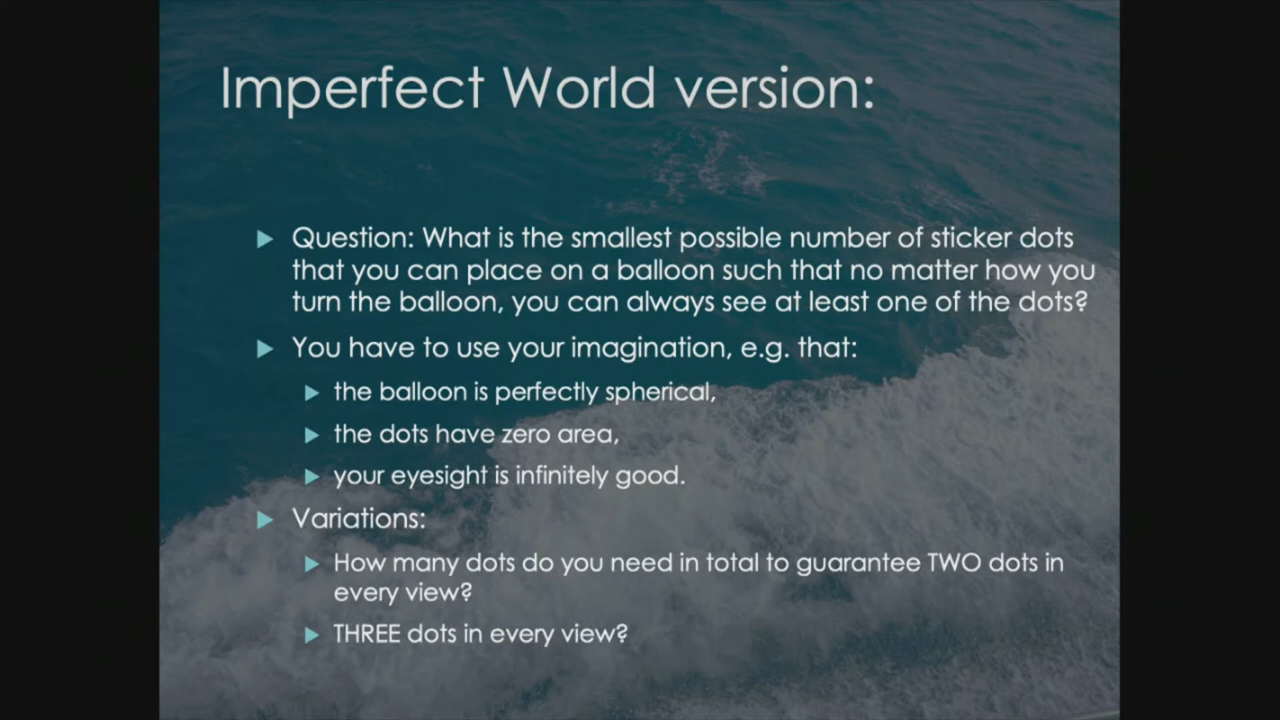 Imperfect World version:
Question: What is the smallest possible number of sticker dots
that you can place on a balloon such that no matter how you
turn the balloon, you can always see at least one of the dots?
You have to use your imagination, e.g. that:
the balloon is perfectly spherical,
the dots have zero area,
your eyesight is infinitely good.
Variations:
How many dots do you need in total to guarantee TWO dots in
every view?
THREE dots in every view?